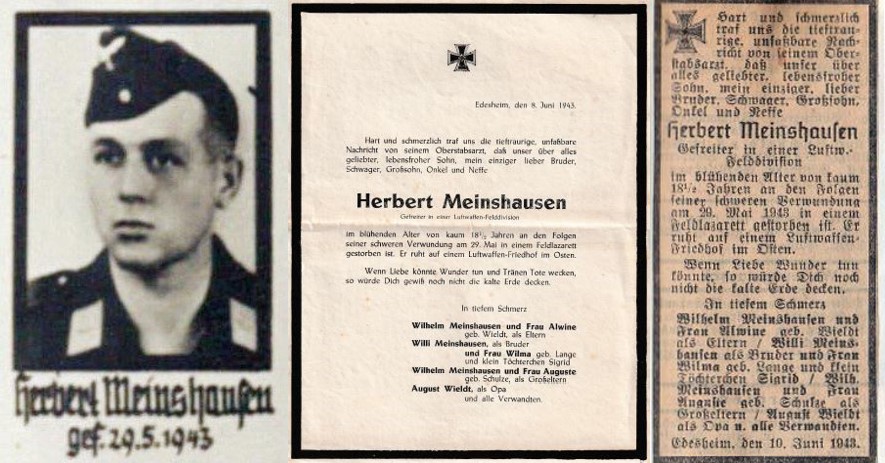 Herbert Meinshausen
gef. 29.5.1943
Edesheim, den 8. Juni 1943.
Hart und schmerzlich traf uns die tieftraurige, unfaßbare
Nachricht von seinem Oberstabsarzt, daß unser über alles
geliebter, lebensfroher Sohn, mein einziger lieber Bruder,
Schwager, Großsohn, Onkel und Neffe
Herbert Meinshausen
Gefreiter in einer Luftwaffen-Felddivision
im blühenden Alter von kaum 18½ Jahren an den Folgen
seiner schweren Verwundung am 29. Mai in einem Feldlazarett
gestorben ist. Er ruht auf einem Luftwaffen-Friedhof im Osten.
Wenn Liebe könnte Wunder tun und Tränen Tote wecken,
so würde Dich gewiß noch nicht die kalte Erde decken.
In tiefem Schmerz
Wilhelm Meinshausen und Frau Alwine
geb. Wieldt, als Eltern
Willi Meinshausen, als Bruder
und Frau Wilma geb. Lange
und klein Töchterchen Sigrid
Wilhelm Meinshausen und Frau Auguste
geb. Schulze, als Großeltern
August Wieldt, als Opa
und alle Verwandten.
Hart und schmerzlich
traf uns die tieftrau-
rige, unfaßbare Nach-
richt von seinem Ober-
stabsarzt, daß unser über
alles geliebter, lebensfroher
Sohn, mein einziger, lieber
Bruder, Schwager, Großsohn,
Onkel und Neffe
Herbert Meinshausen
Gefreiter in einer Luftw.-
Felddivision
im blühenden Alter von kaum
18½ Jahren an den Folgen
seiner schweren Verwundung
am 29. Mai 1943 in einem
Feldlazarett gestorben ist. Er
ruht auf einem Luftwaffen-
Friedhof im Osten.
Wenn Liebe Wunder tun
könnte, so würde Dich noch
nicht die kalte Erde decken.
In tiefem Schmerz
Wilhelm Meinshausen und
Frau Alwine geb. Wieldt
als Eltern / Willi Meins-
hausen als Bruder und Frau
Wilma geb. Lange und klein
Töchterchen Sigrid / Wilh.
Meinshausen und Frau
Auguste geb. Schulze als
Großeltern / August Wieldt
als Opa u. alle Verwandten.
Edesheim, den 10. Juni 1943.